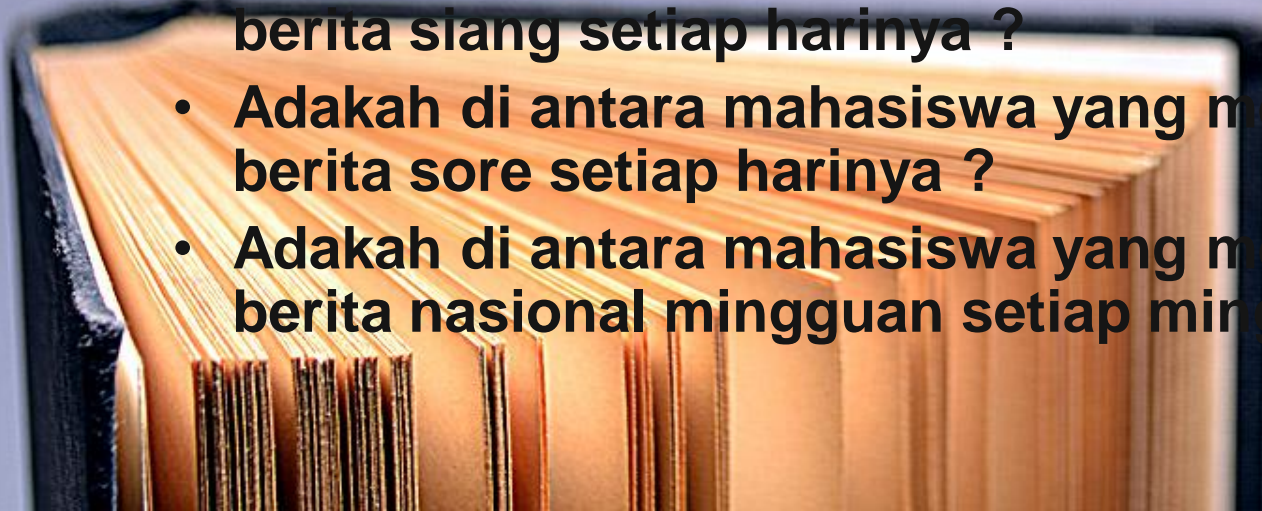 berita siang setiap harinya ?
• Adakah di antara mahasiswa yang
berita sore setiap harinya ?
• Adakah di antara mahasiswa yang
berita nasional mingguan setiap